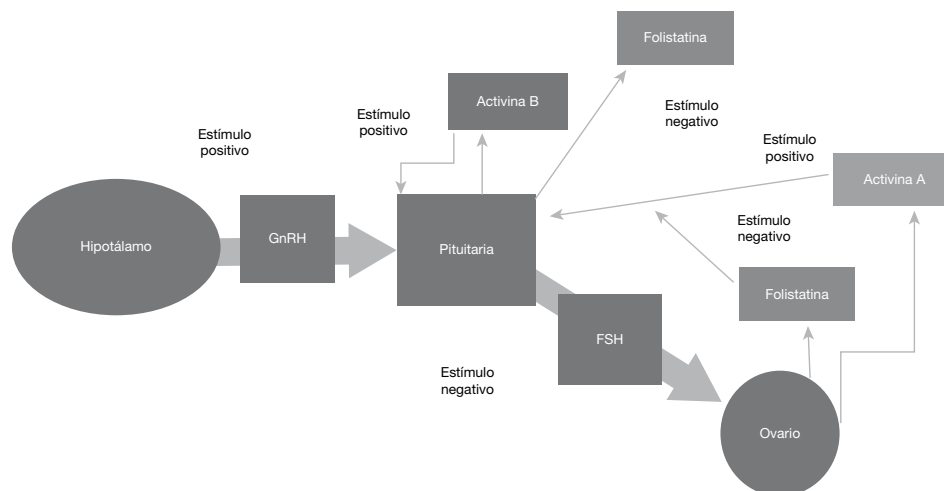 Folistatina
Activina B
Estímulo
positivo
Estímulo
negativo
Estímulo
positivo
Estímulo
positivo
Activina A
Hipotálamo
GnRH
Pituitaria
Estímulo
negativo
Folistatina
FSH
Estímulo
negativo
Ovario